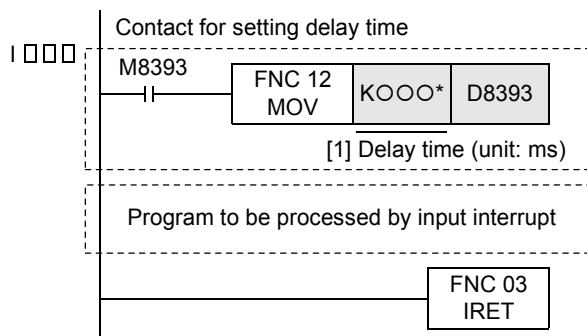 Contact for setting delay time
I□□□
M8393
FNC 12
MOV
K○○○*
D8393
[1] Delay time (unit: ms)
Program to be processed by input interrupt
FNC 03
IRET